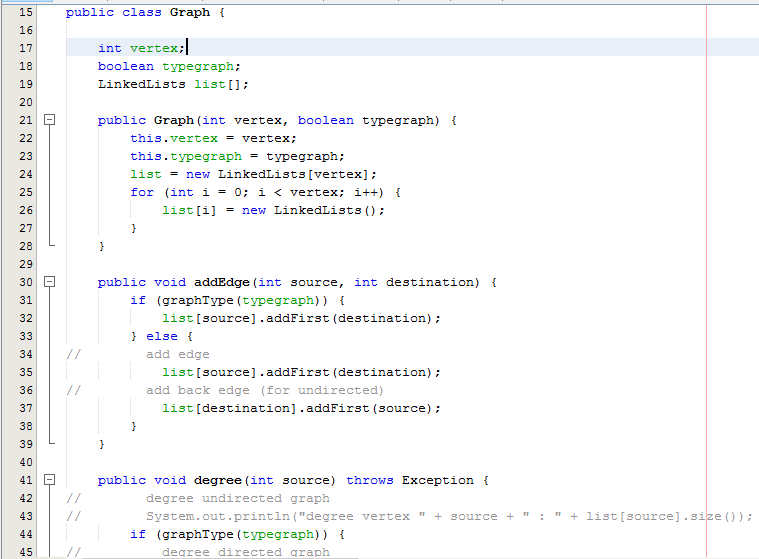 15 public class Graph {
16
17 int vertex;
18 boolean typegraph;
19 LinkedLists list[];
20
21 public Graph(int vertex, boolean typegraph) {
22 this.vertex = vertex;
23 this.typegraph = typegraph;
24 list = new LinkedLists[vertex];
25 for (int i = 0; i < vertex; i++) {
26 list[i] = new LinkedLists();
27 }
28 }
29
30 public void addEdge(int source, int destination) {
31 if (graphType(typegraph)) {
32 list[source].addFirst(destination);
33 } else {
34 // add edge
35 list[source].addFirst(destination);
36 // add back edge (for undirected)
37 list[destination].addFirst(source);
38 }
39 }
40
41 public void degree(int source) throws Exception {
42 // degree undirected graph
43 // System.out.println("degree vertex " + source + " : " + list[source].size());
44 if (graphType(typegraph)) {
45 // degree directed graph